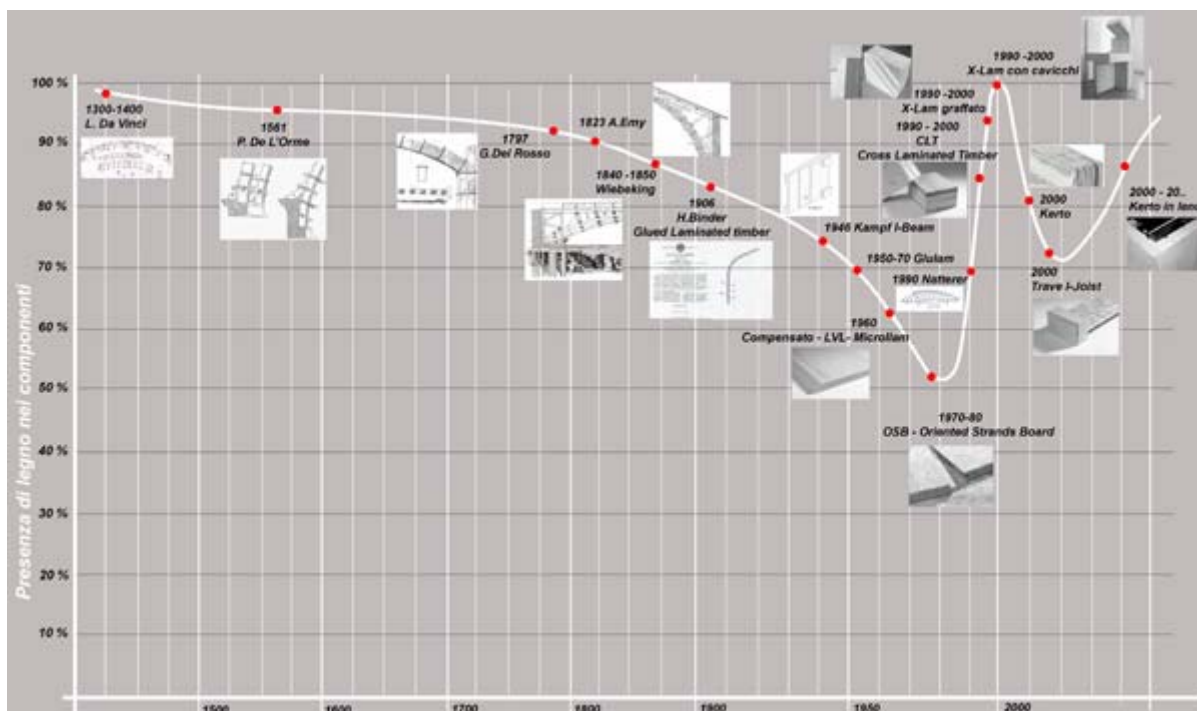 Presenza di legno nei componenti
100 %
90 %
80 %
70 %
60 %
50 %
40 %
30 %
20 %
10 %
1300-1400
L. Da Vinci
1561
P. De L'Orme
1797
G.Del Rosso
1823 A.Emy
1840 -1850
Wiebeking
1906
H.Binder
Glued Laminated timber
1946 Kampf I-Beam
1950-70 Glulam
1960
Compensato - LVL- Microllam
1970-80
OSB - Oriented Strands Board
1990 Natterer
1990 - 2000
CLT
Cross Laminated Timber
1990 -2000
X-Lam graffato
1990 -2000
X-Lam con cavicchi
2000
Kerto
2000
Trave I-Joist
2000 - 20..
Kerto in
1500
1600
1700
1800
1900
1950
2000